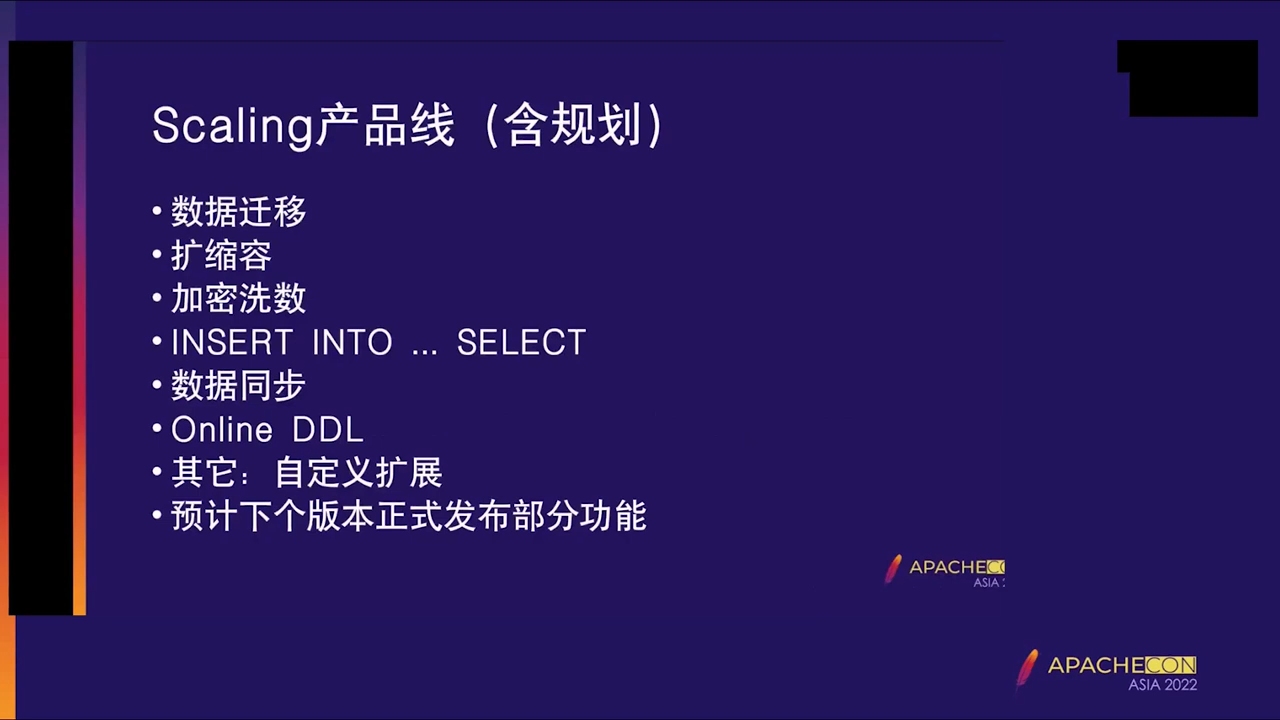 Scaling产品线（含规划）
• 数据迁移
• 扩缩容
• 加密洗数
• INSERT INTO ... SELECT
• 数据同步
• Online DDL
• 其它：自定义扩展
• 预计下个版本正式发布部分功能
APACHECO
ASIA
APACHECON
ASIA 2022